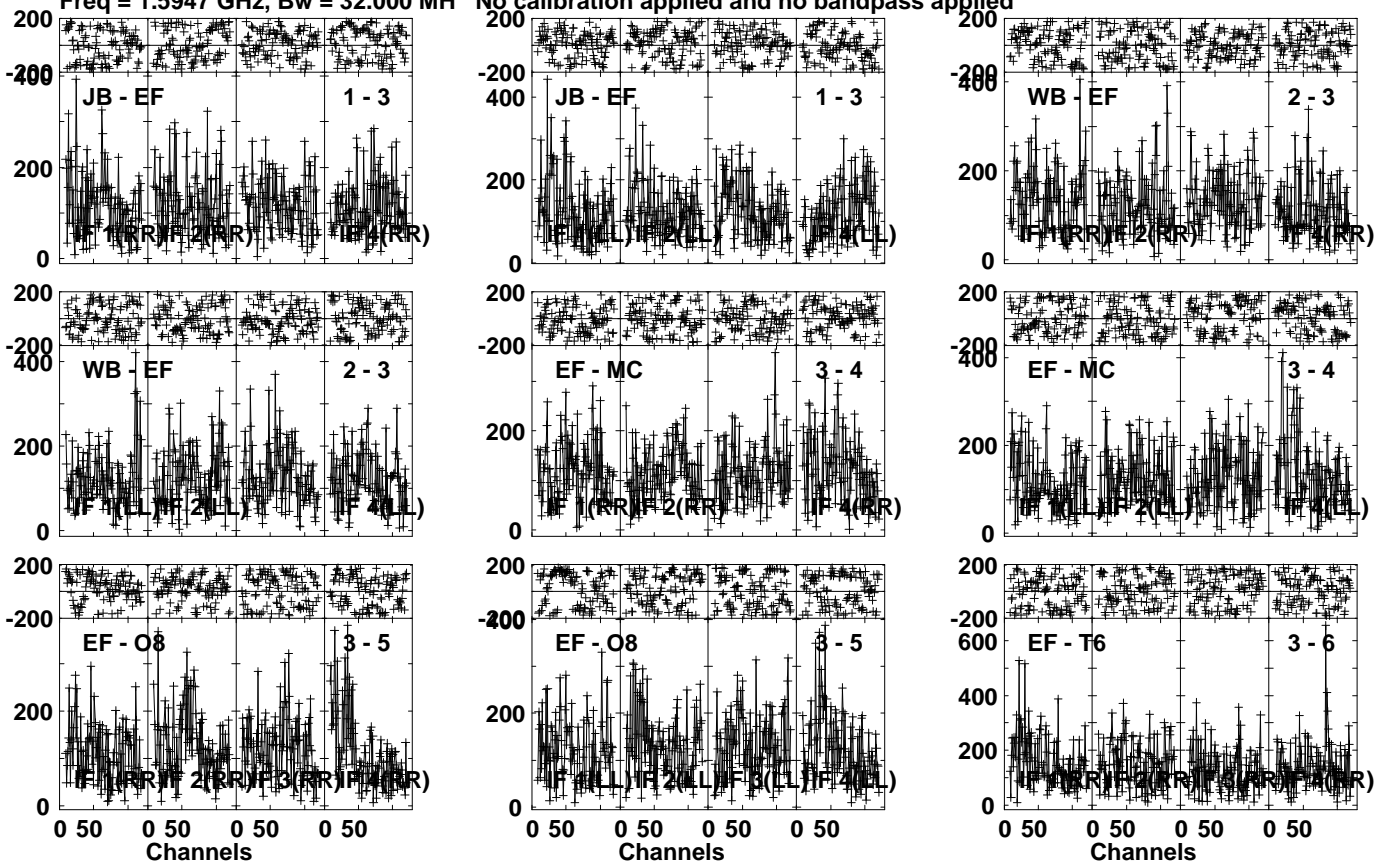 Freq = 1.5947 GHz, Bw = 32.000 MH No calibration applied and no bandpass applied
200 200 200
-200 -200
400 400 400
JB - EF 1 - 3 JB - EF 1 - 3 WB - EF 2 - 3
200 200 200
IF 1(RR) IF 2(RR) IF 4(RR) IF 1(LL) IF 2(LL) IF 4(LL) IF 1(RR) IF 2(RR) IF 4(RR)
0 0 0
200 200 200
-200 -200 -200
400 400
WB - EF 2 - 3 EF - MC 3 - 4 EF - MC 3 - 4
200 200 200
IF 1(LL) IF 2(LL) IF 4(LL) IF 1(RR) IF 2(RR) IF 4(RR) IF 1(LL) IF 2(LL) IF 4(LL)
0 0 0
200 200 200
-200 -200 -200
400
EF - O8 3 - 5 EF - O8 3 - 5 600 EF - T6 3 - 6
400
200 200 200
IF 1(RR) IF 2(RR) IF 3(RR) IF 4(RR) IF 1(LL) IF 2(LL) IF 3(LL) IF 4(LL) IF 1(RR) IF 2(RR) IF 3(RR) IF 4(RR)
0 0 0
0 50 0 50 0 50 0 50 0 50 0 50 0 50 0 50 0 50 0 50 0 50 0 50
Channels Channels Channels